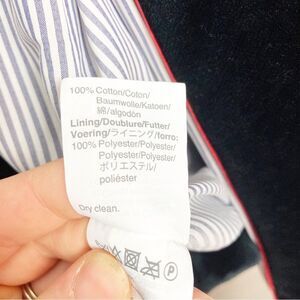 100% Cotton/Coton/
Baumwolle/Katoen/
綿/algodón
Lining/Doublure/Futter/
Voering/ライニング/forro:
100% Polyester/Polyester/
Polyester/Polyester/
ポリエステル/
poliéster
Dry clean.
P